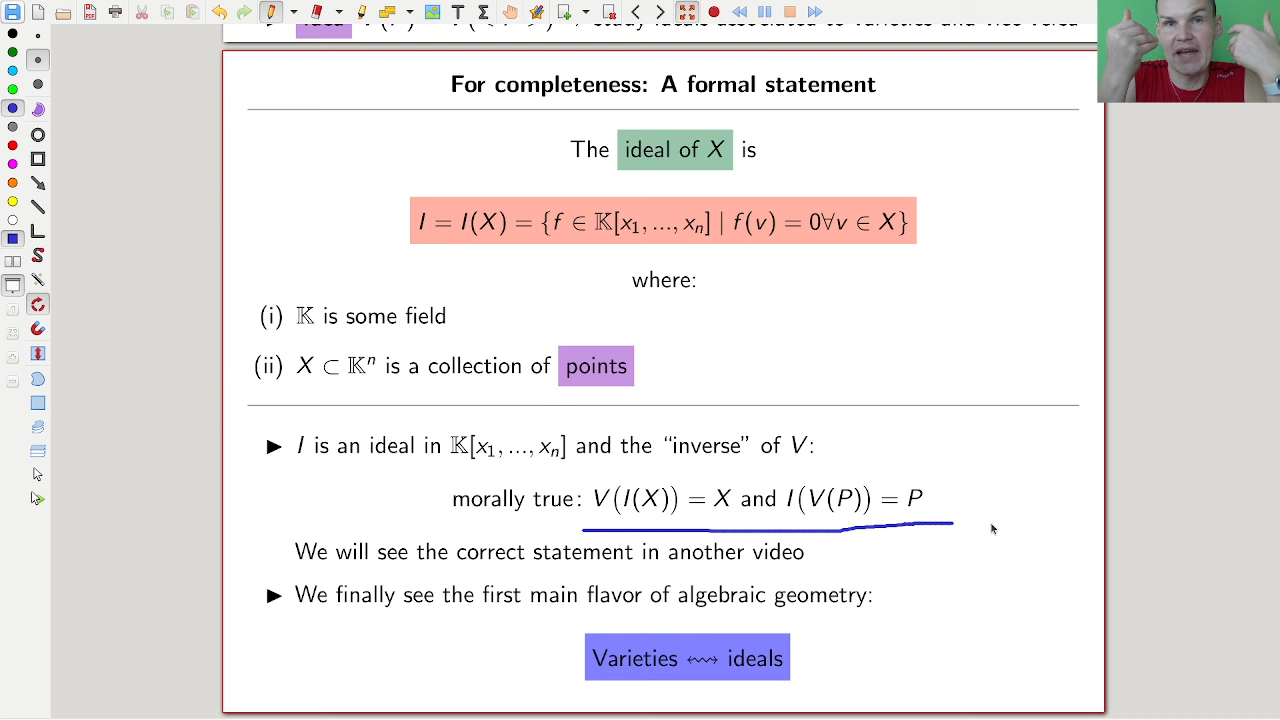 For completeness: A formal statement
The ideal of X is
I = I(X) = {f ∈ 𝕂[x₁, ..., xₙ] | f(v) = 0∀v ∈ X}
where:
(i) 𝕂 is some field
(ii) X ⊂ 𝕂ⁿ is a collection of points
▶ I is an ideal in 𝕂[x₁, ..., xₙ] and the “inverse” of V:
morally true: V(I(X)) = X and I(V(P)) = P
We will see the correct statement in another video
▶ We finally see the first main flavor of algebraic geometry:
Varieties ↭ ideals